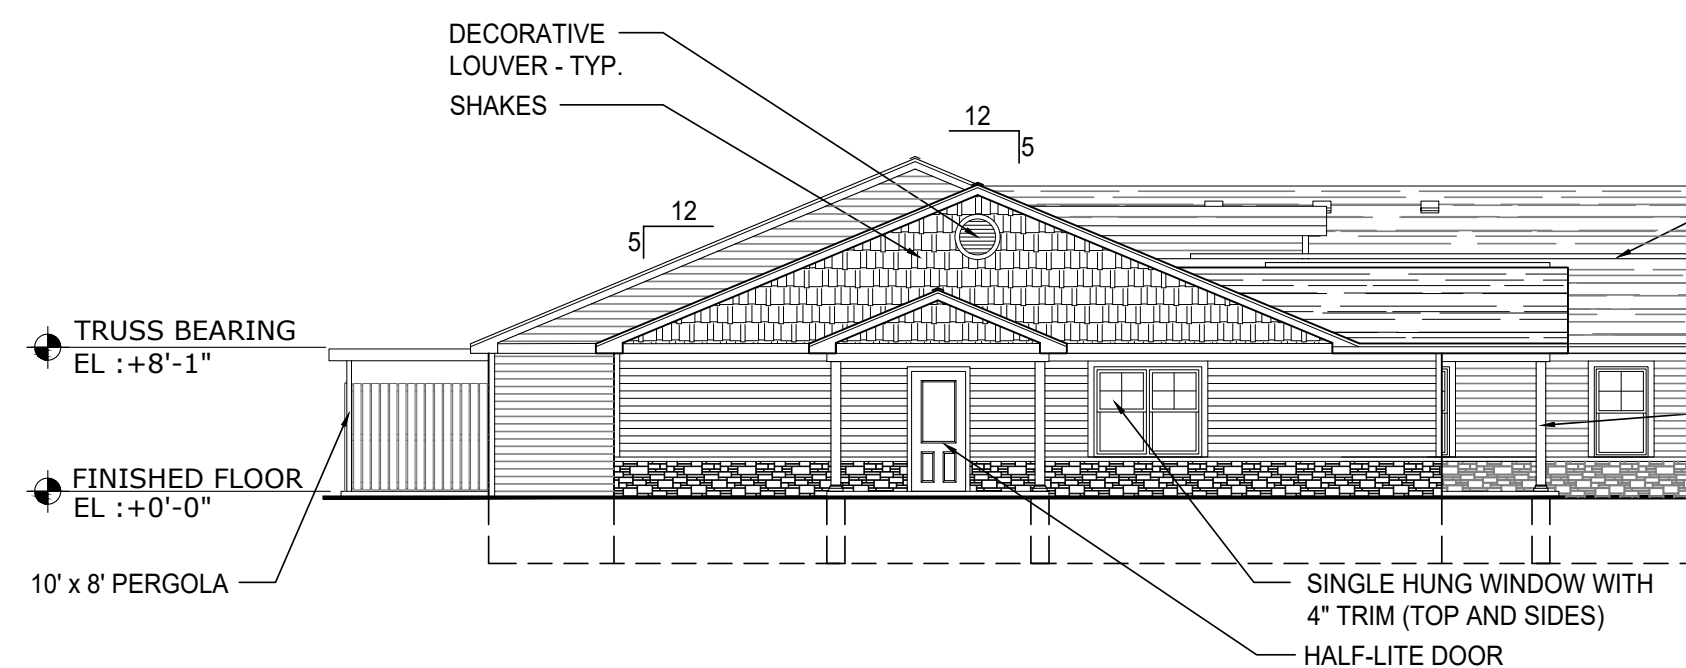 DECORATIVE
LOUVER - TYP.
SHAKES
12
5
12
5
TRUSS BEARING
EL :+8'-1"
FINISHED FLOOR
EL :+0'-0"
10' x 8' PERGOLA
SINGLE HUNG WINDOW WITH
4" TRIM (TOP AND SIDES)
HALF-LITE DOOR